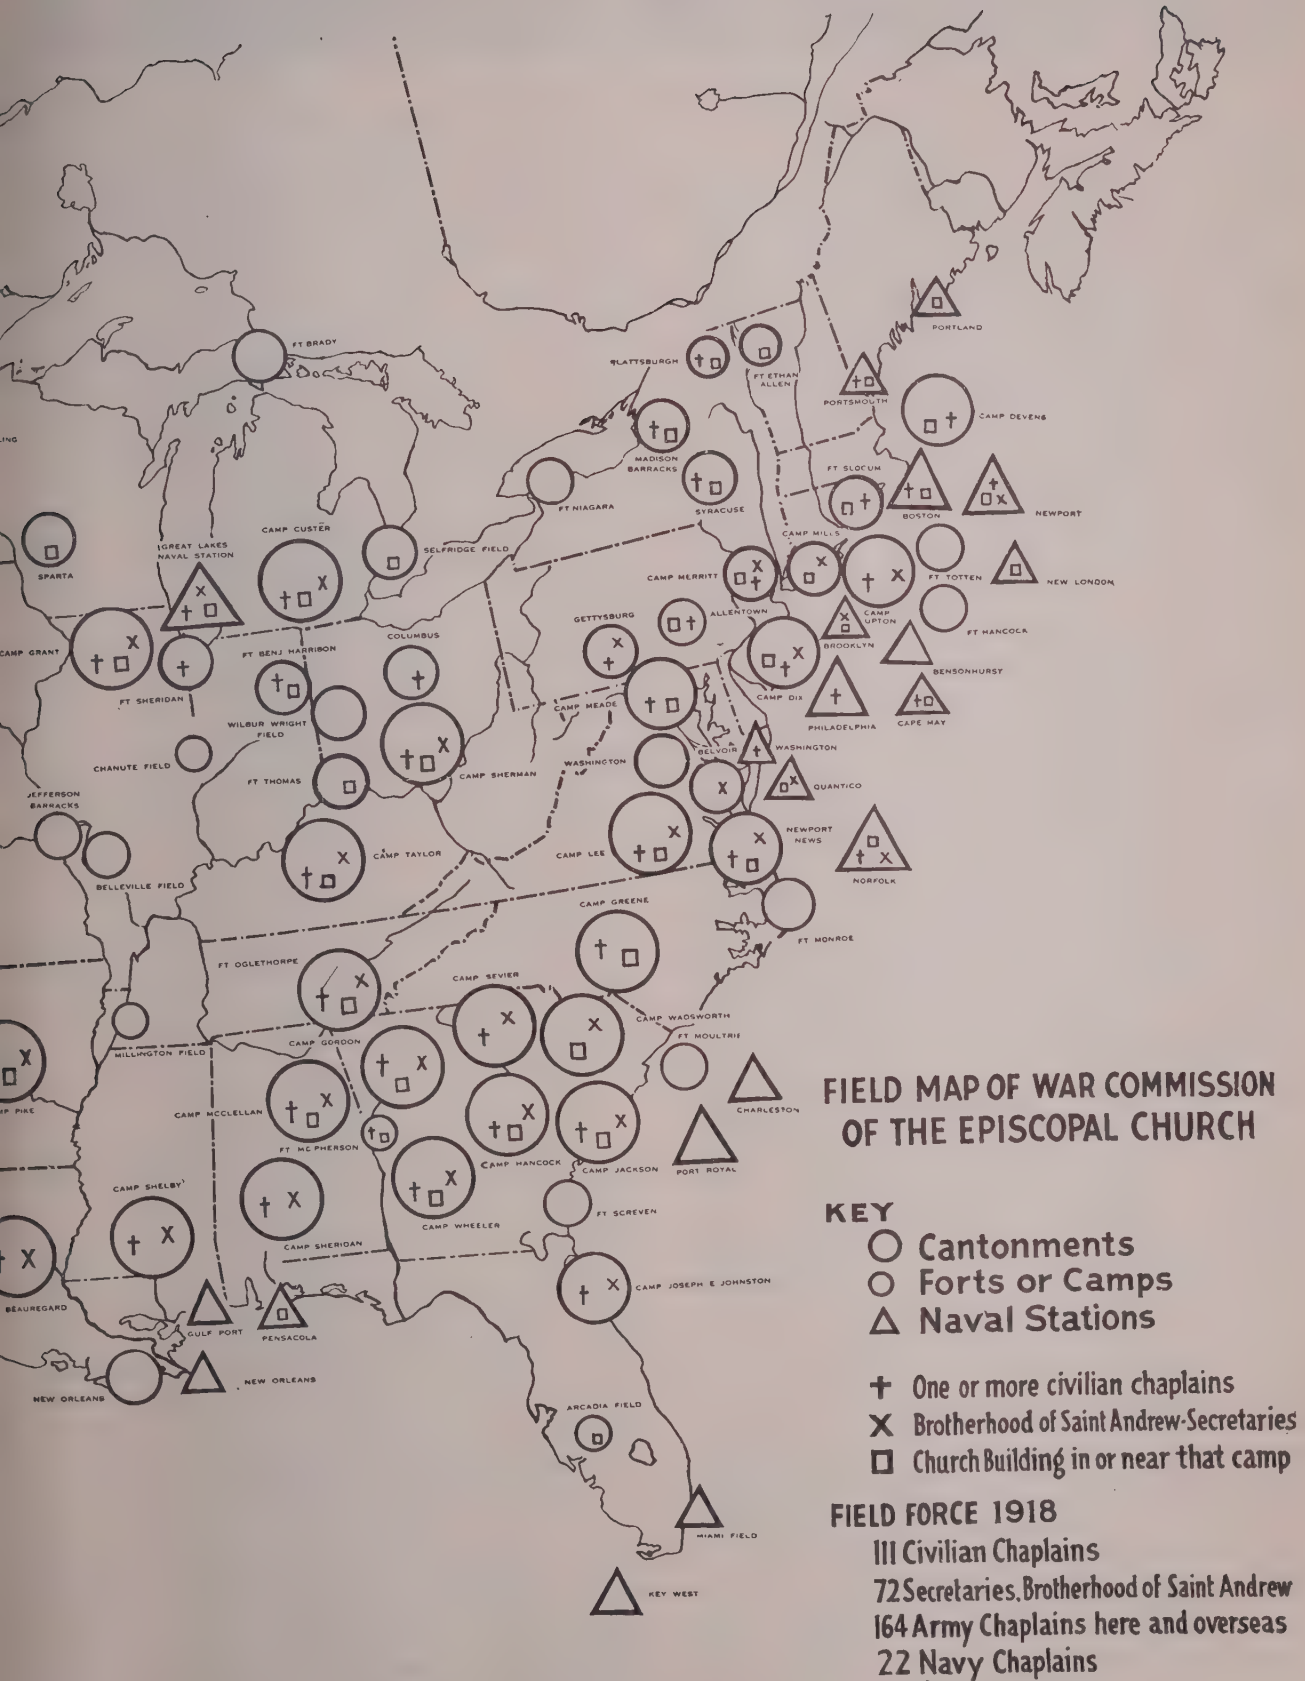 FT BRADY
PORTLAND
PLATTSBURGH
FT ETHAN
ALLEN
PORTSMOUTH
CAMP DEVENS
MADISON
BARRACKS
FT SLOCUM
BOSTON
NEWPORT
FT NIAGARA
SYRACUSE
CAMP MILLS
SPARTA
GREAT LAKES
NAVAL STATION
CAMP CUSTER
SELFRIDGE FIELD
CAMP MERRITT
FT TOTTEN
NEW LONDON
CAMP GRANT
FT SHERIDAN
FT BENJ HARRISON
COLUMBUS
GETTYSBURG
ALLENTOWN
CAMP
UPTON
BROOKLYN
FT HANCOCK
BENSONHURST
WILBUR WRIGHT
FIELD
CAMP MEADE
CAMP DIX
PHILADELPHIA
CAPE MAY
CHANUTE FIELD
FT THOMAS
CAMP SHERMAN
WASHINGTON
BELVOIR
WASHINGTON
QUANTICO
JEFFERSON
BARRACKS
BELLEVILLE FIELD
CAMP TAYLOR
CAMP LEE
NEWPORT
NEWS
NORFOLK
CAMP GREENE
FT MONROE
FT OGLETHORPE
CAMP SEVIER
CAMP WADSWORTH
MILLINGTON FIELD
CAMP GORDON
FT MOULTRIE
CHARLESTON
PIKE
CAMP MCCLELLAN
FT MCPHERSON
CAMP HANCOCK
CAMP JACKSON
PORT ROYAL
CAMP SHELBY
CAMP SHERIDAN
CAMP WHEELER
FT SCREVEN
BEAUREGARD
GULF PORT
PENSACOLA
CAMP JOSEPH E JOHNSTON
NEW ORLEANS
NEW ORLEANS
ARCADIA FIELD
MIAMI FIELD
KEY WEST
FIELD MAP OF WAR COMMISSION
OF THE EPISCOPAL CHURCH
KEY
Cantonments
Forts or Camps
Naval Stations
One or more civilian chaplains
Brotherhood of Saint Andrew-Secretaries
Church Building in or near that camp
FIELD FORCE 1918
111 Civilian Chaplains
72 Secretaries, Brotherhood of Saint Andrew
164 Army Chaplains here and overseas
22 Navy Chaplains